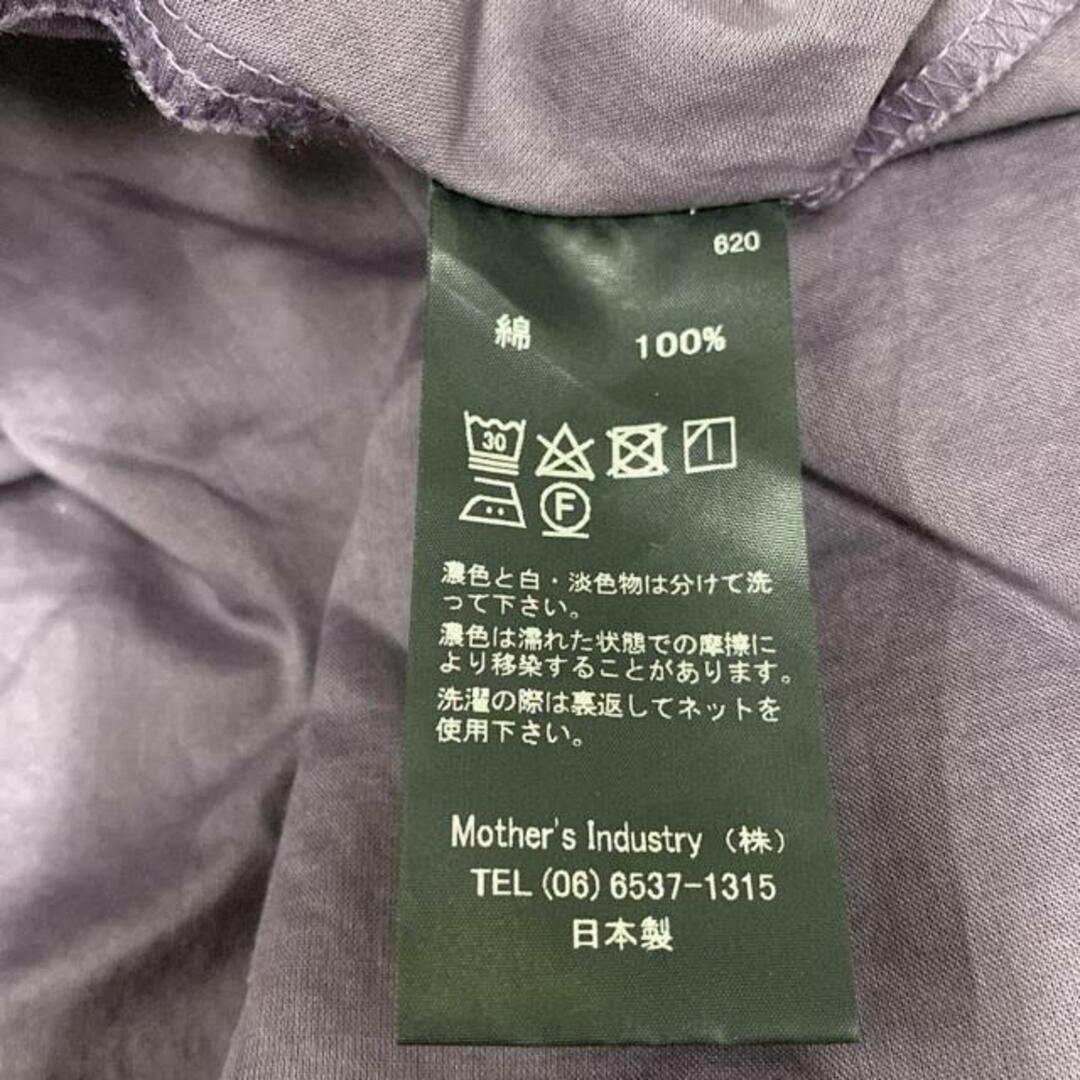 620
綿 100%
30
F
濃色と白・淡色物は分けて洗
って下さい。
濃色は濡れた状態での摩擦に
より移染することがあります。
洗濯の際は裏返してネットを
使用下さい。
Mother's Industry (株)
TEL (06) 6537-1315
日本製